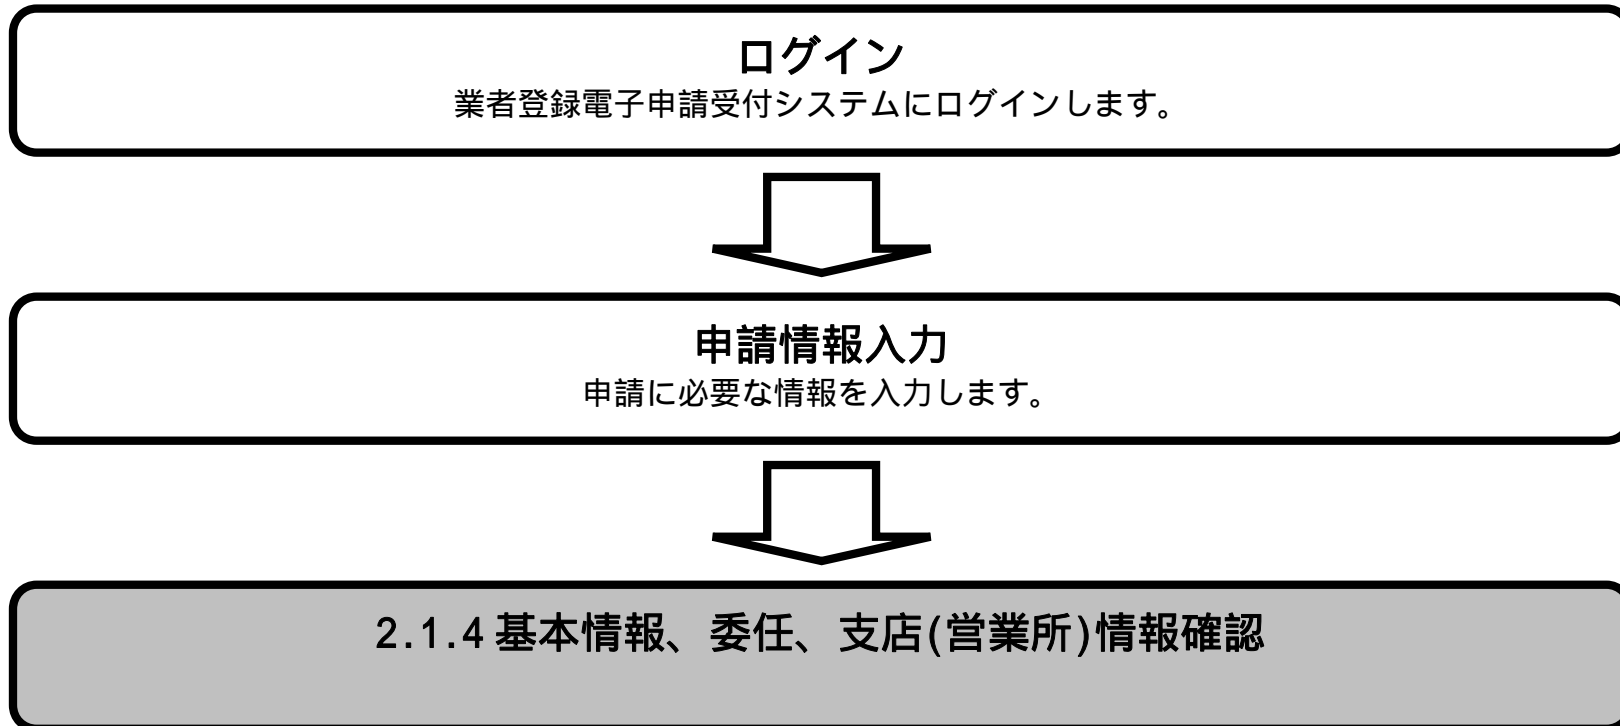 ログイン
業者登録電子申請受付システムにログインします。
申請情報入力
申請に必要な情報を入力します。
2.1.4 基本情報、委任、支店(営業所)情報確認